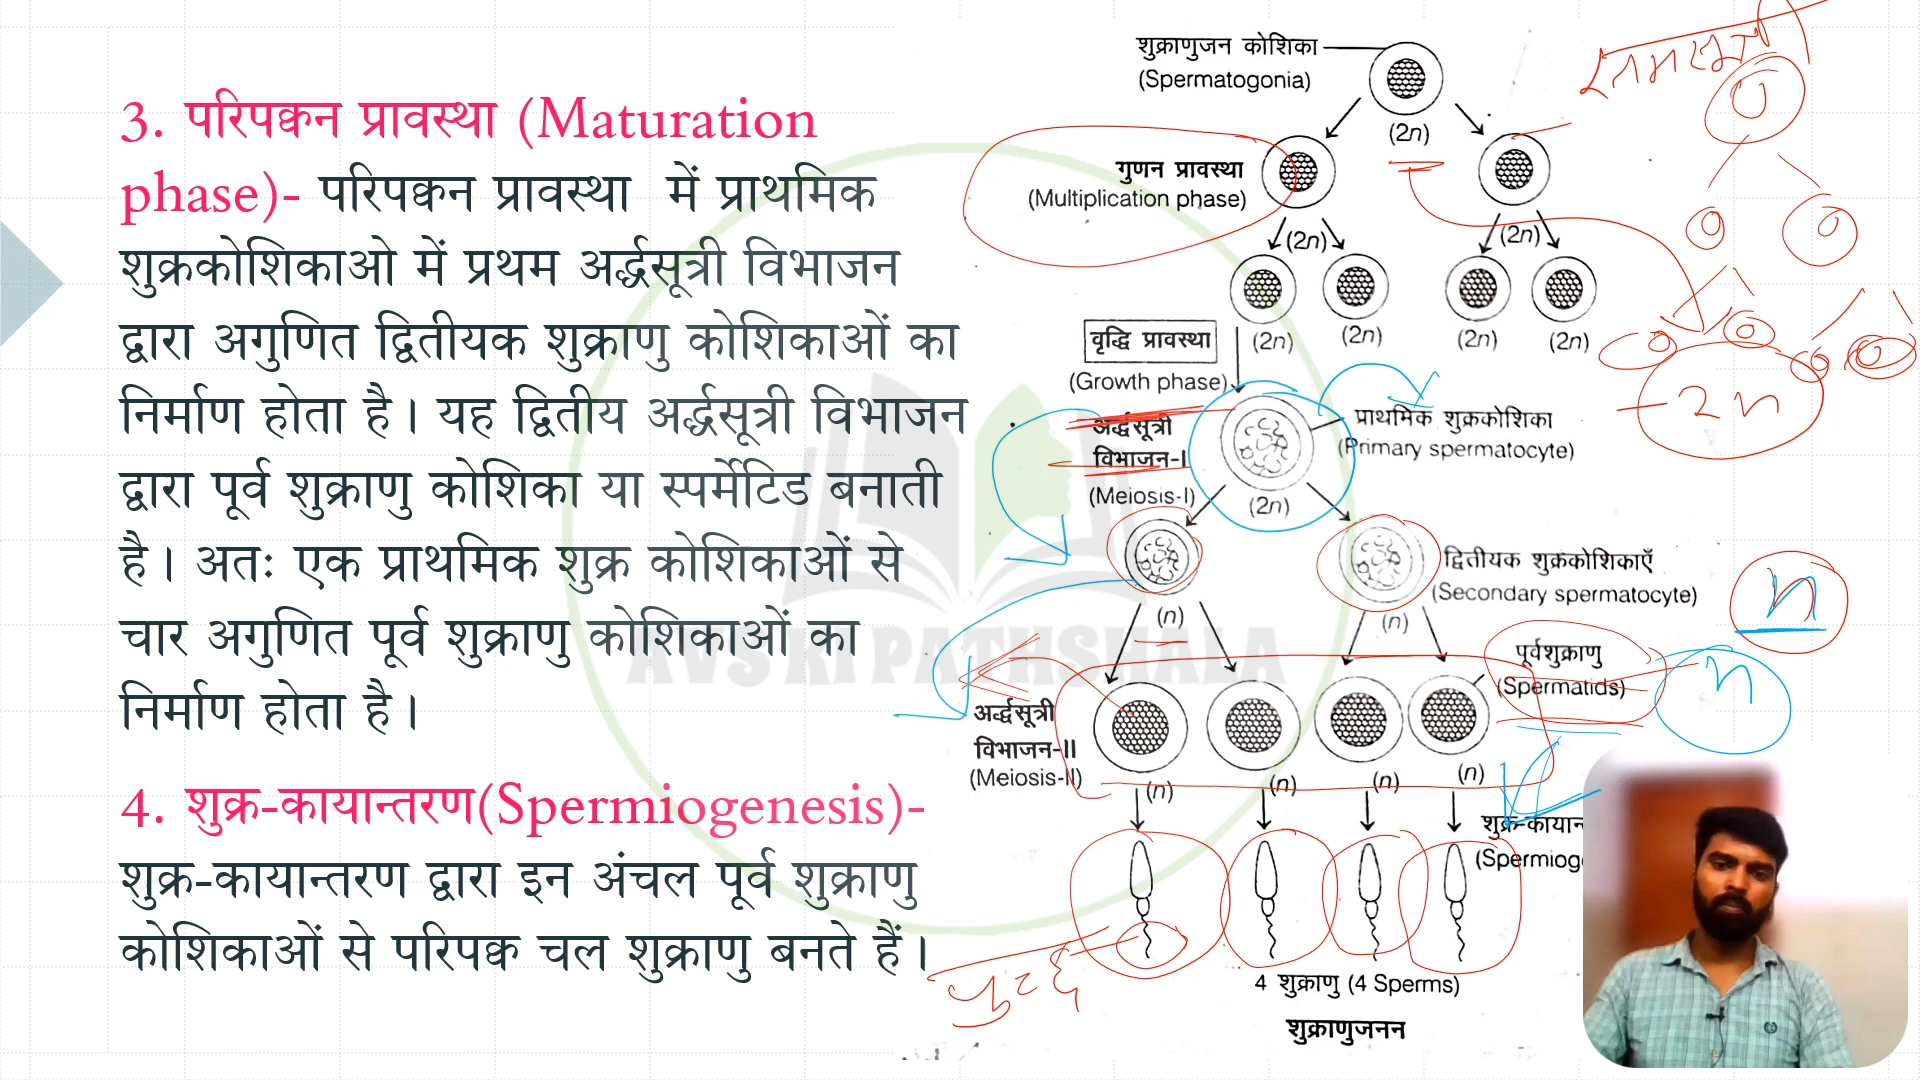 3. परिपक्वन प्रावस्था (Maturation
phase)- परिपक्वन प्रावस्था में प्राथमिक
शुक्रकोशिकाओ में प्रथम अर्द्धसूत्री विभाजन
द्वारा अगुणित द्वितीयक शुक्राणु कोशिकाओं का
निर्माण होता है। यह द्वितीय अर्द्धसूत्री विभाजन
द्वारा पूर्व शुक्राणु कोशिका या स्पर्मेटिड बनाती
है। अतः एक प्राथमिक शुक्र कोशिकाओं से
चार अगुणित पूर्व शुक्राणु कोशिकाओं का
निर्माण होता है।
4. शुक्र-कायान्तरण(Spermiogenesis)-
शुक्र-कायान्तरण द्वारा इन अंचल पूर्व शुक्राणु
कोशिकाओं से परिपक्व चल शुक्राणु बनते हैं।
AVS KI PATHSHALA
शुक्राणुजन कोशिका
(Spermatogonia)
(2n)
गुणन प्रावस्था
(Multiplication phase)
(2n) (2n)
(2n) (2n) (2n) (2n)
वृद्धि प्रावस्था
(Growth phase)
2n
अर्द्धसूत्री
विभाजन-I
(Meiosis-I)
प्राथमिक शुक्रकोशिका
(Primary spermatocyte)
(2n)
द्वितीयक शुक्रकोशिकाएँ
(Secondary spermatocyte)
n
(n) (n)
पूर्वशुक्राणु
(Spermatids)
n
अर्द्धसूत्री
विभाजन-II
(Meiosis-II)
(n) (n) (n) (n)
शुक्र-कायान
(Spermiog
4 शुक्राणु (4 Sperms)
शुक्राणुजनन